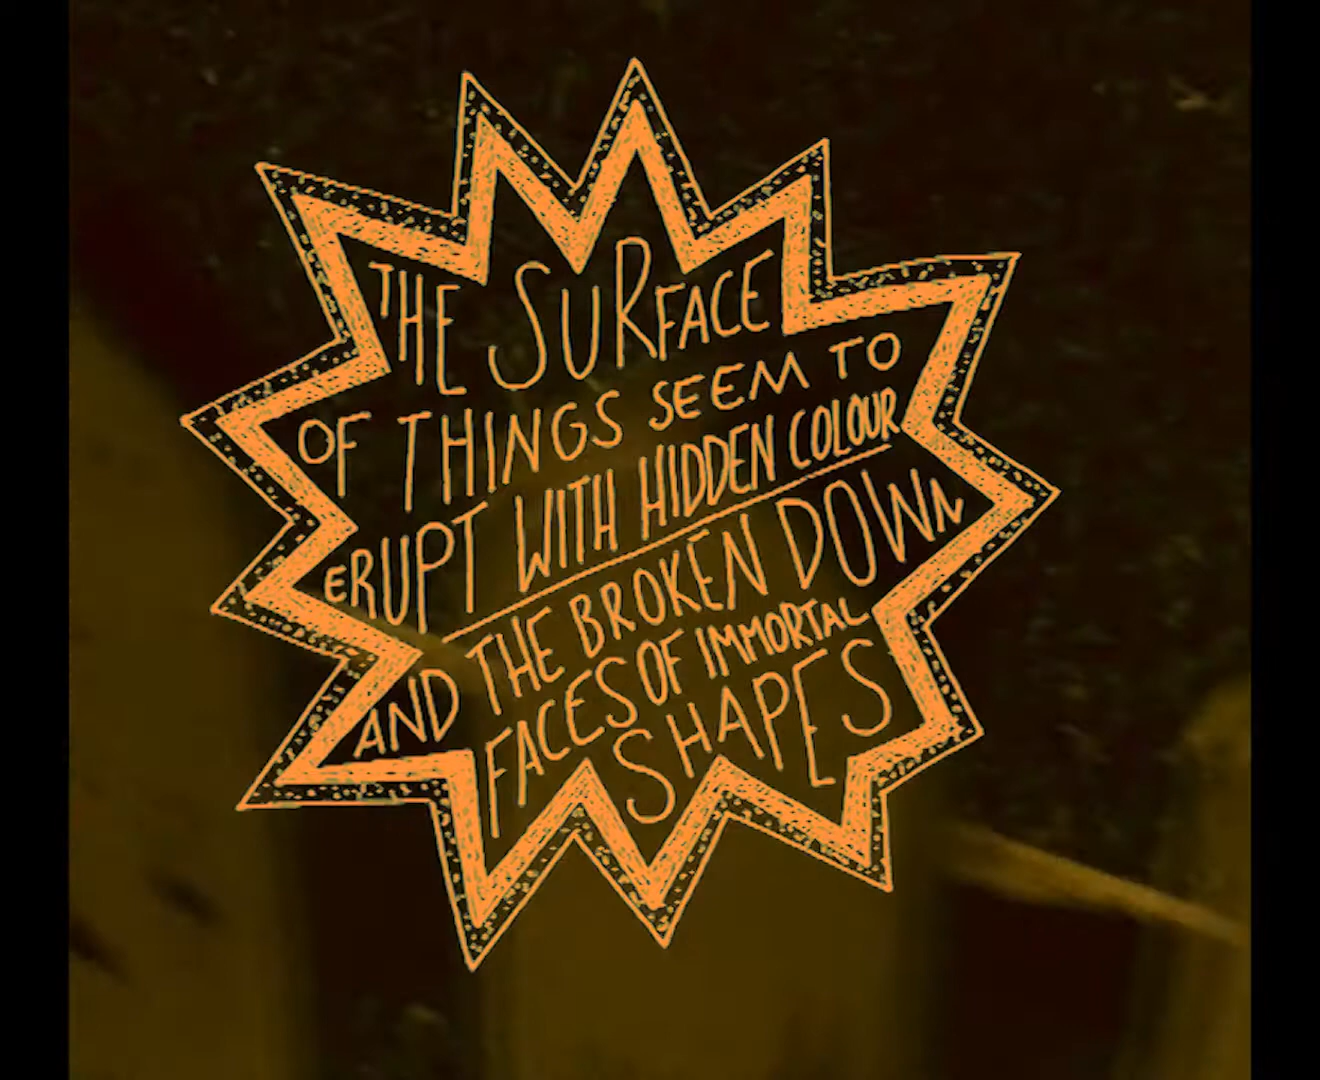 THE SURFACE
OF THINGS SEEM TO
ERUPT WITH HIDDEN COLOUR
AND THE BROKEN DOWN
FACES OF IMMORTAL
SHAPES